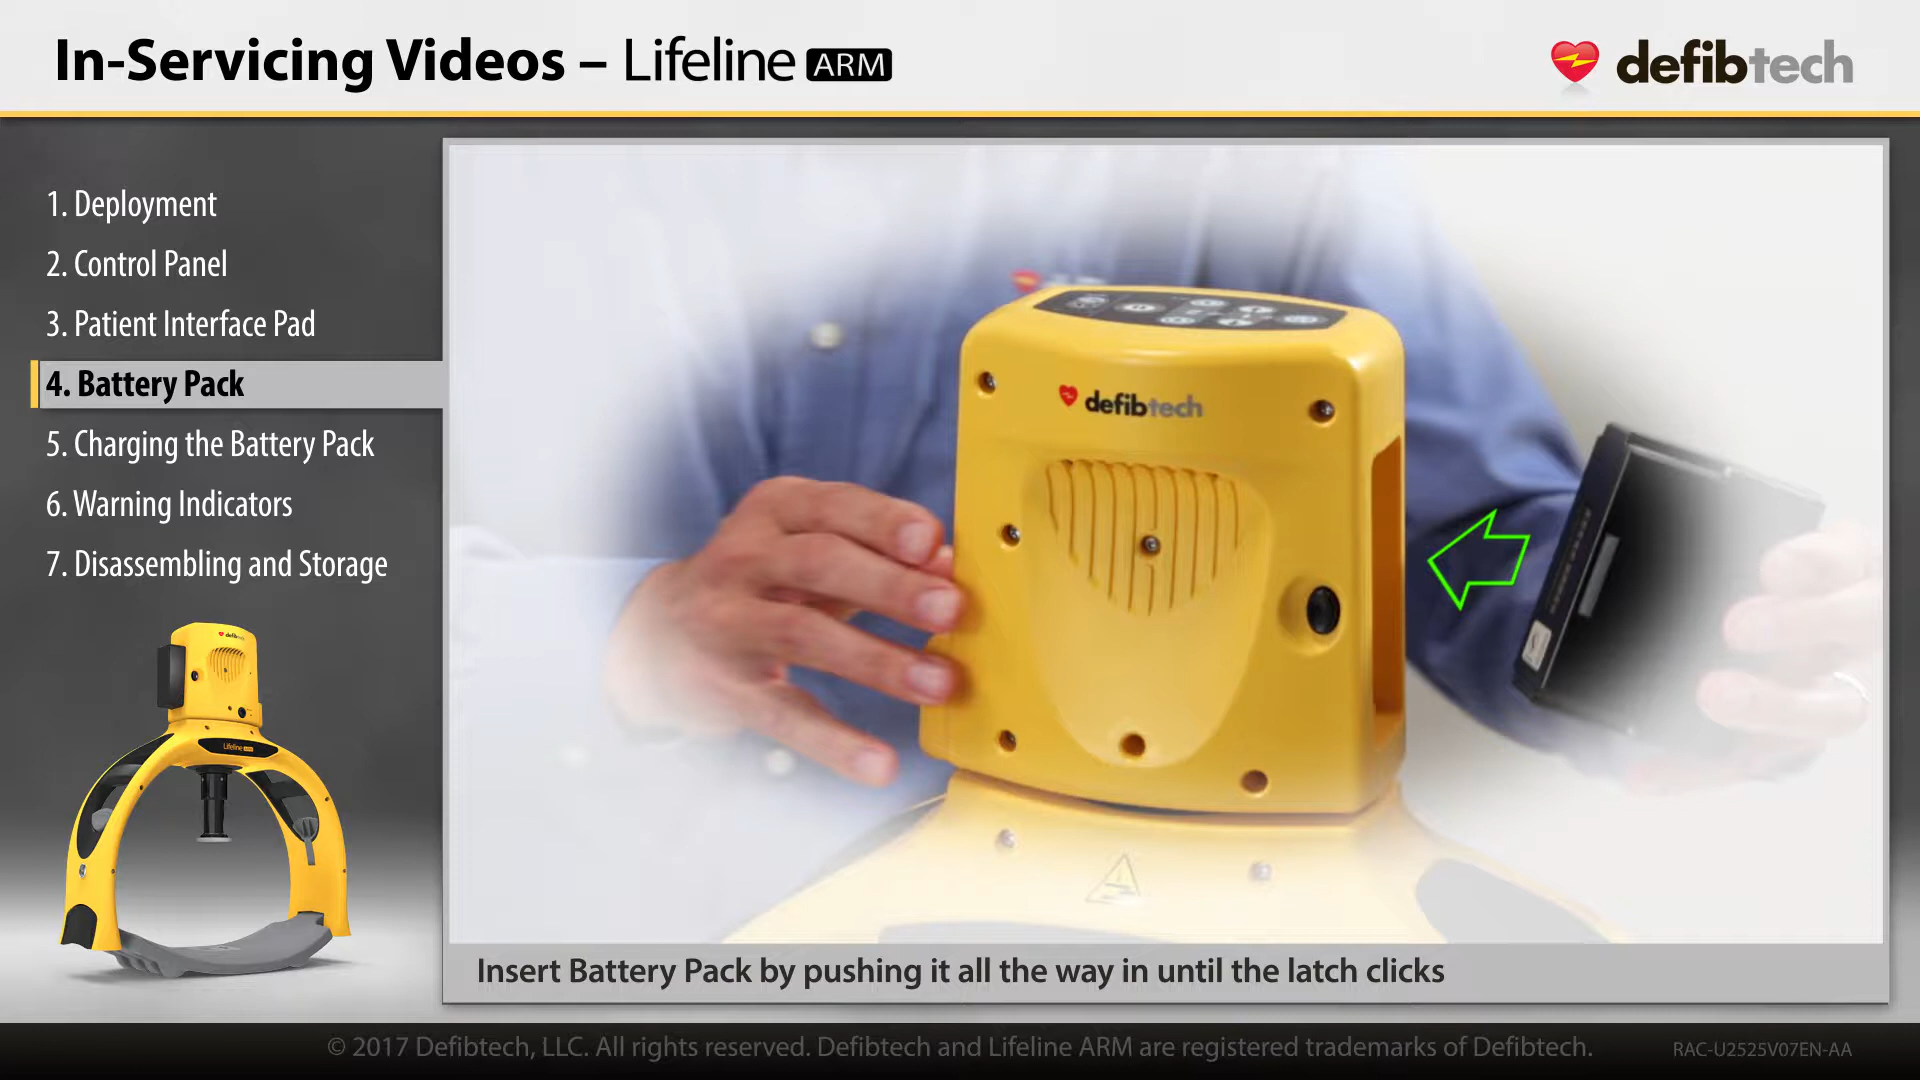 In-Servicing Videos – Lifeline ARM
defibtech
1. Deployment
2. Control Panel
3. Patient Interface Pad
4. Battery Pack
5. Charging the Battery Pack
6. Warning Indicators
7. Disassembling and Storage
defibtech
defibtech
Lifeline ARM
Insert Battery Pack by pushing it all the way in until the latch clicks
© 2017 Defibtech, LLC. All rights reserved. Defibtech and Lifeline ARM are registered trademarks of Defibtech.
RAC-U2525V07EN-AA